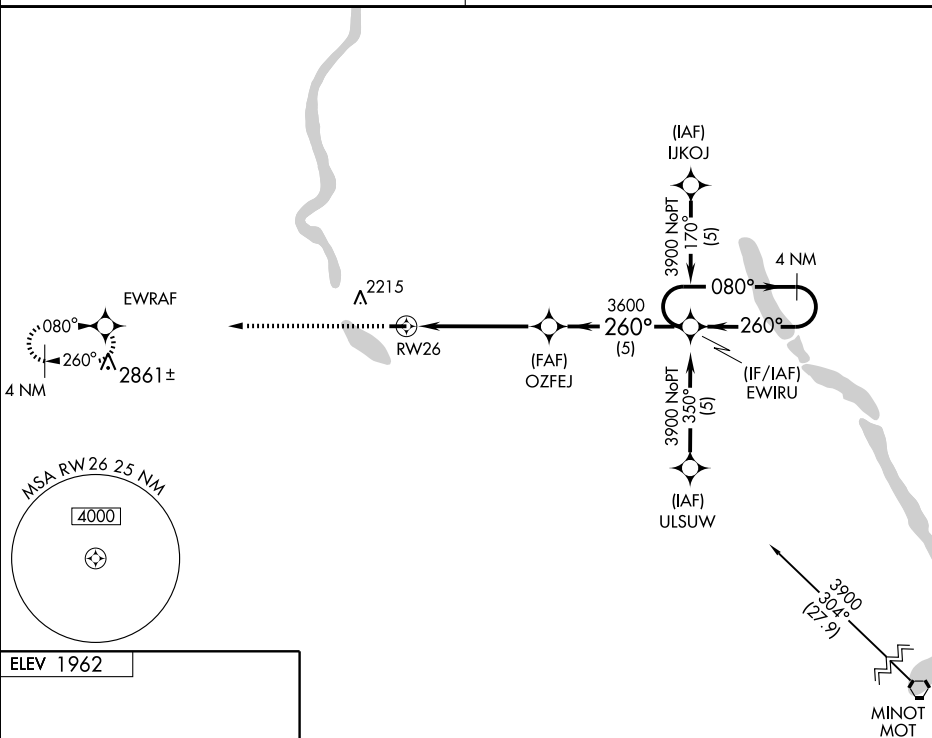 (IAF)
IJKOJ
3900 NoPT
170°
(5)
4 NM
080°
2215
EWRAF
3600
260°
(5)
260°
080°
RW26
260°
2861±
4 NM
(FAF)
OZFEJ
(IF/IAF)
EWIRU
3900 NoPT
350°
(5)
MSA RW26 25 NM
4000
(IAF)
ULSUW
3900
304°
(27.9)
ELEV 1962
MINOT
MOT